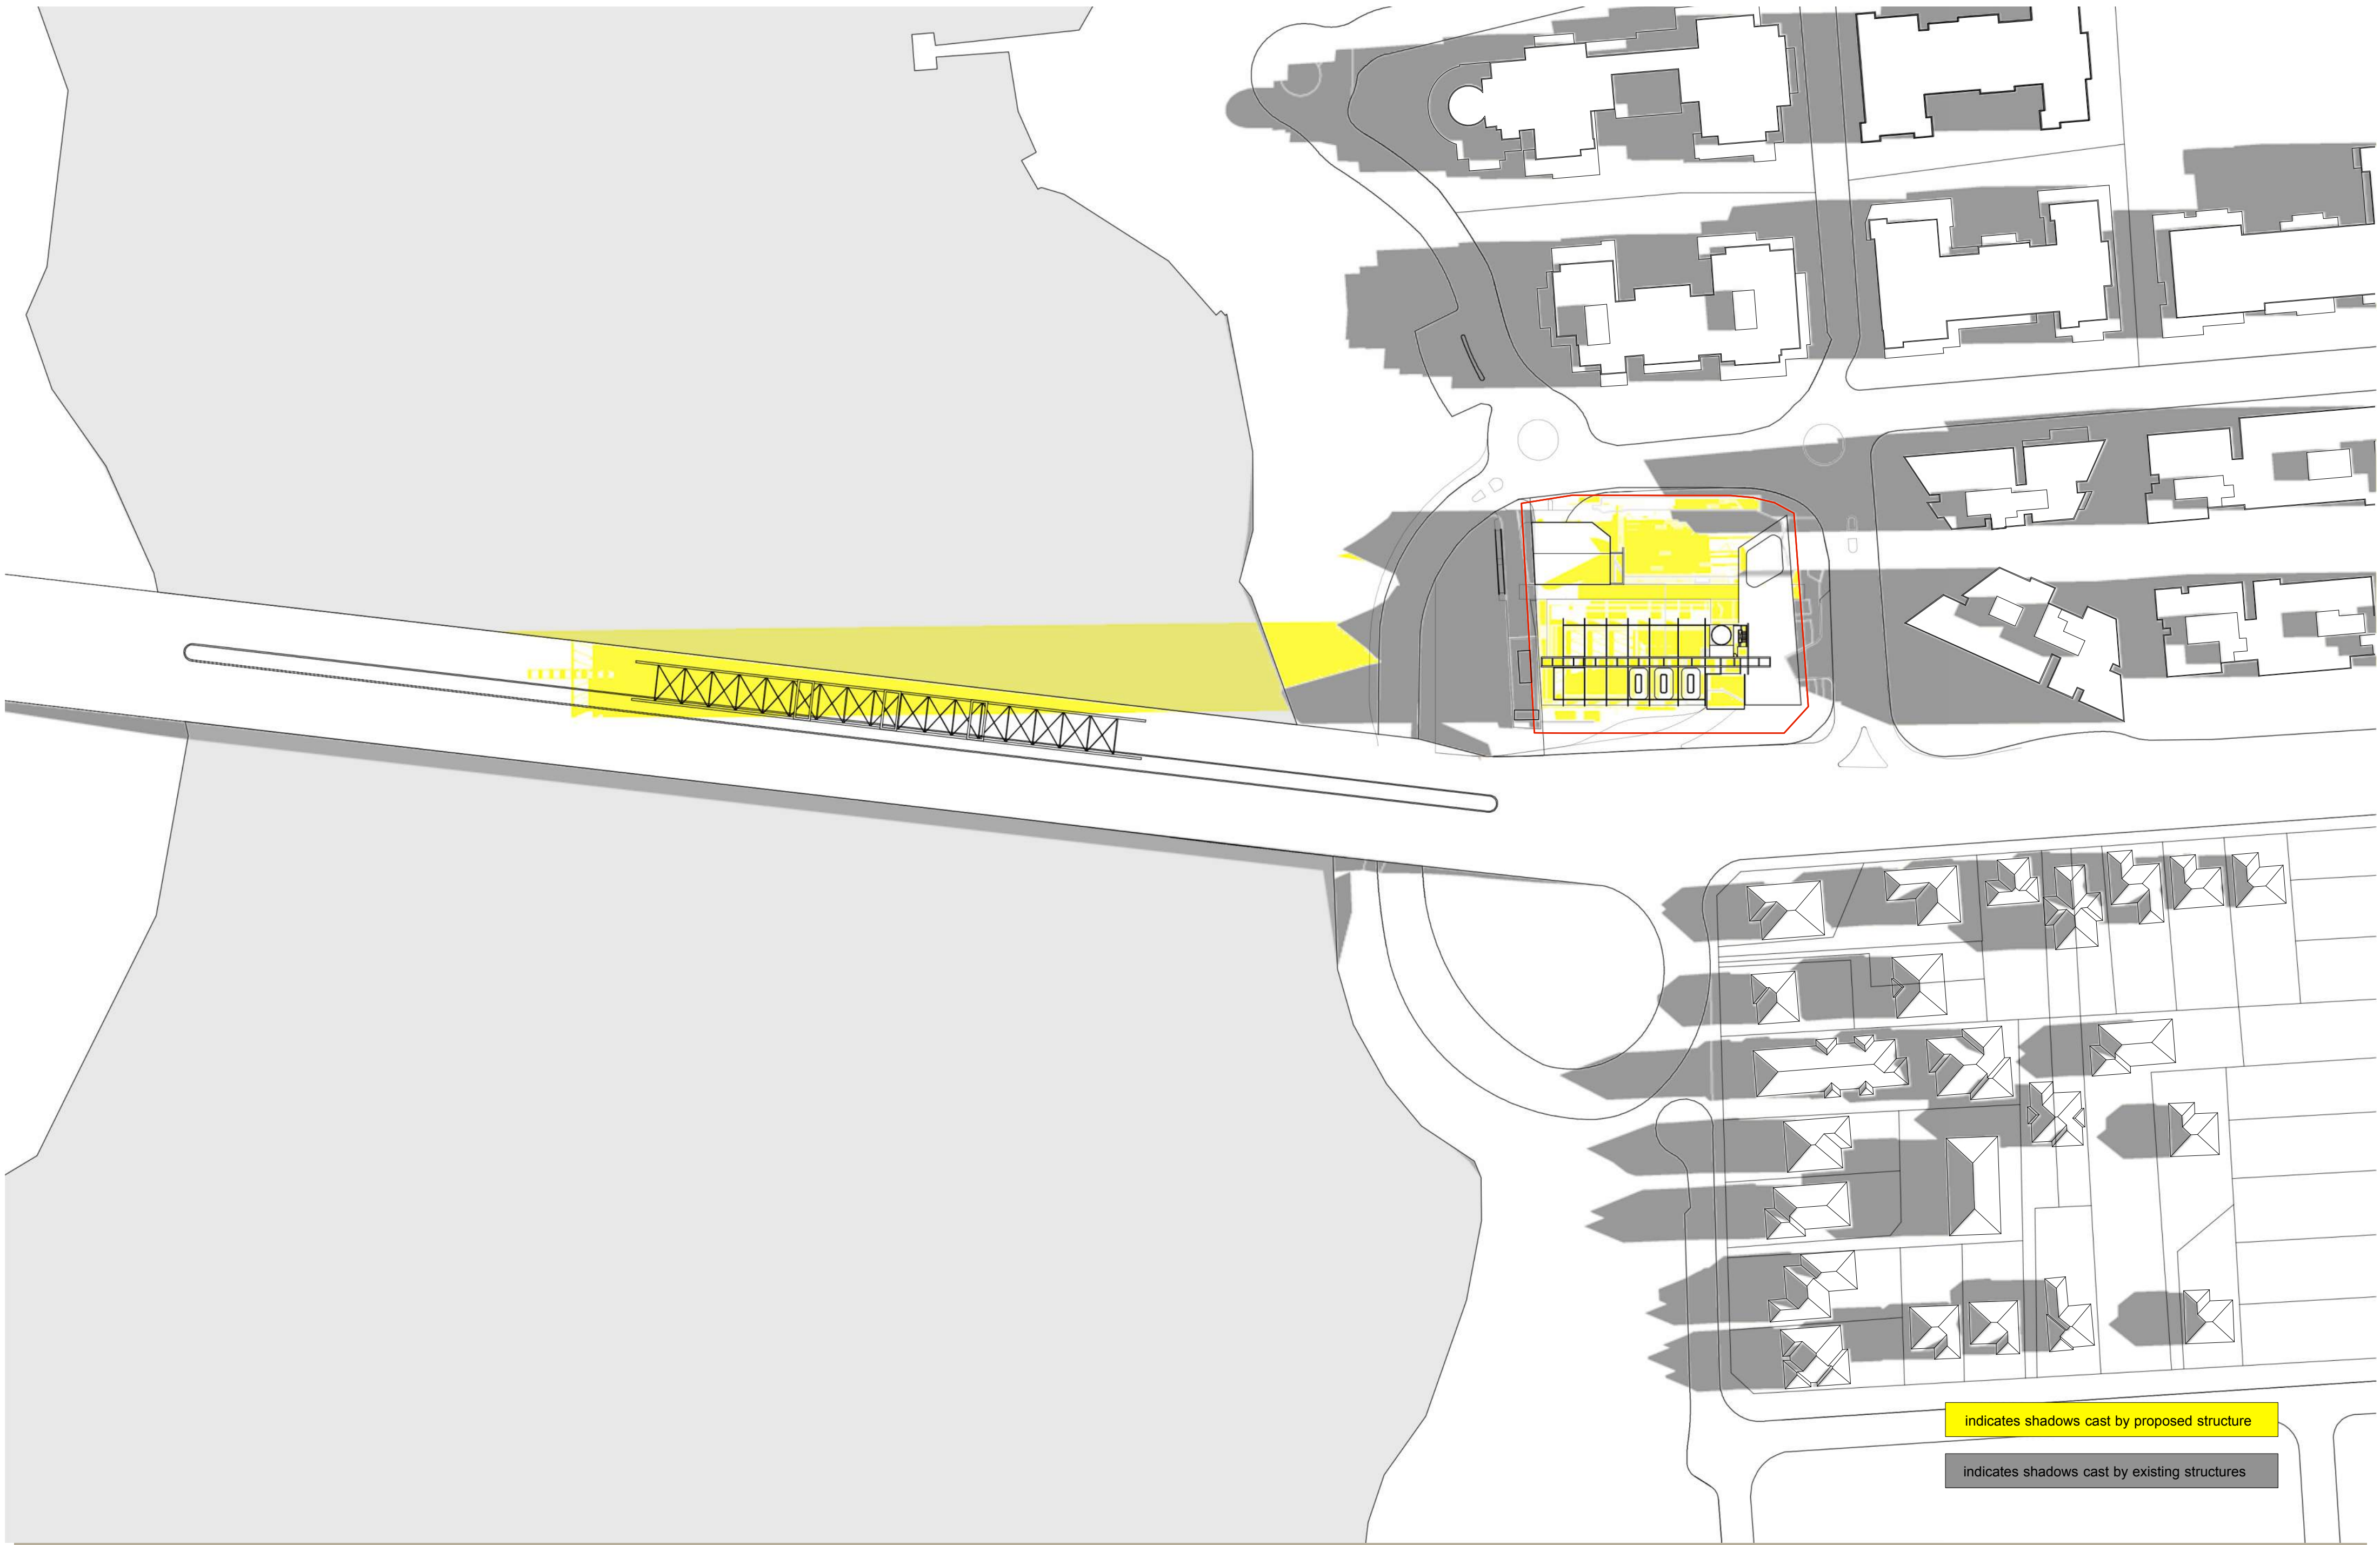 indicates shadows cast by proposed structure
indicates shadows cast by existing structures